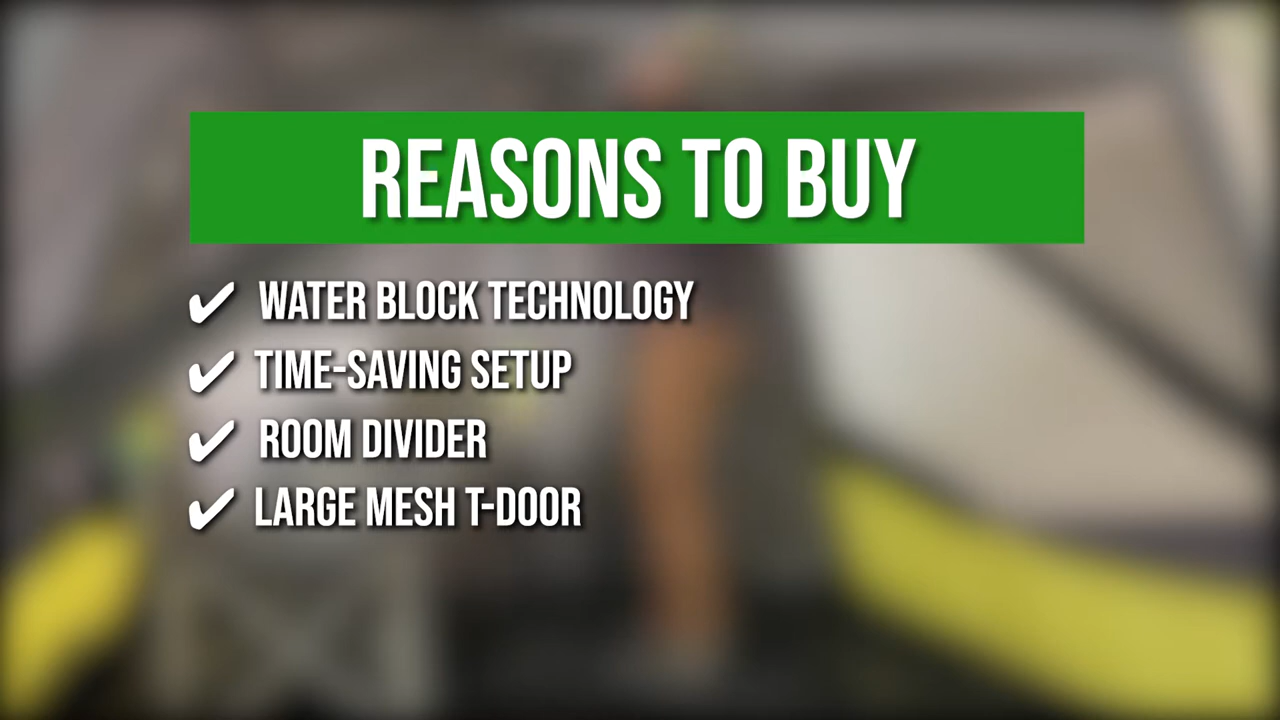 REASONS TO BUY
✔ WATER BLOCK TECHNOLOGY
✔ TIME-SAVING SETUP
✔ ROOM DIVIDER
✔ LARGE MESH T-DOOR